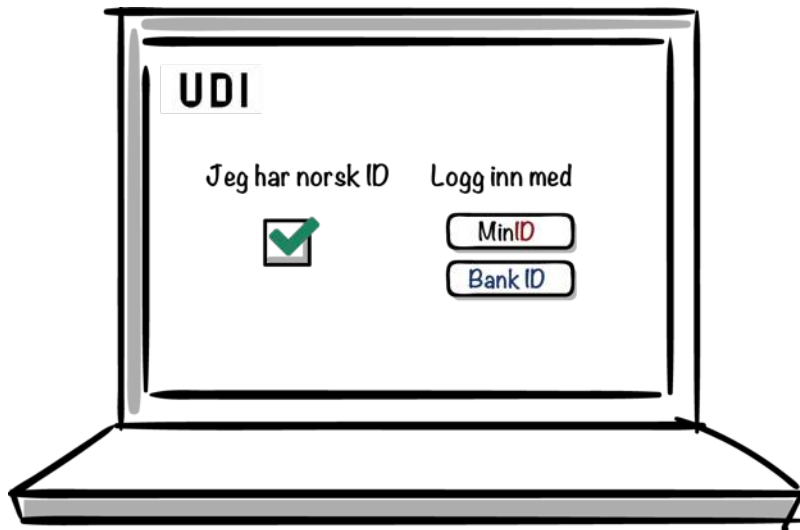 UDI
Jeg har norsk ID
Logg inn med
MinID
Bank ID